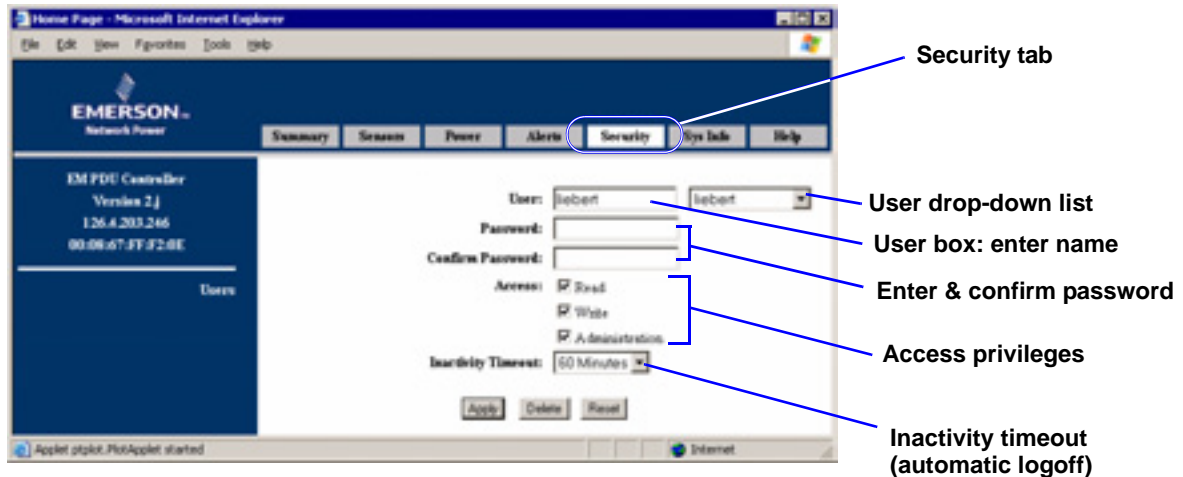 Home Page - Microsoft Internet Explorer
File Edit View Favorites Tools Help
Security tab
EMERSON™
Network Power
Summary Sensors Power Alerts Security Sys Info Help
EM PDU Controller
Version 2.j
126.4.203.246
00:08:67:FF:F2:0E
Users
User: liebert liebert
User drop-down list
User box: enter name
Password:
Confirm Password:
Enter & confirm password
Access: Read
Write
Administration
Access privileges
Inactivity Timeout: 60 Minutes
Inactivity timeout
(automatic logoff)
Apply Delete Reset
Applet ptplot.PlotApplet started
Internet